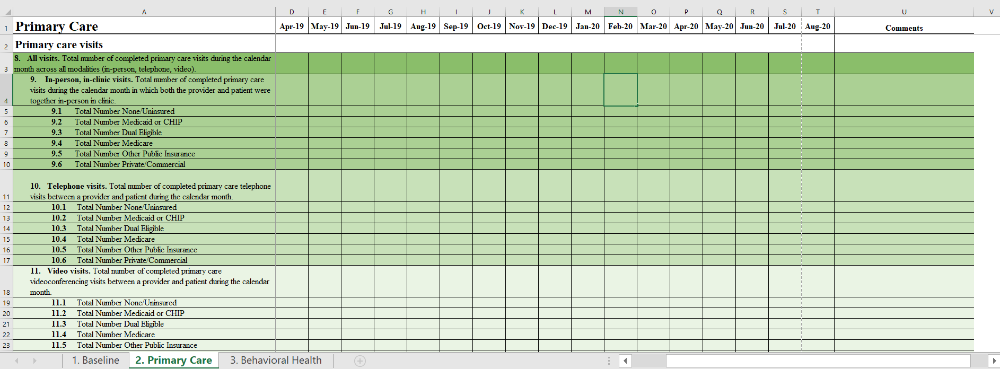 A D E F G H I J K L M N O P Q R S T U V
1 Primary Care Apr-19 May-19 Jun-19 Jul-19 Aug-19 Sep-19 Oct-19 Nov-19 Dec-19 Jan-20 Feb-20 Mar-20 Apr-20 May-20 Jun-20 Jul-20 Aug-20 Comments
2 Primary care visits
8. All visits. Total number of completed primary care visits during the calendar
3 month across all modalities (in-person, telephone, video).
9. In-person, in-clinic visits. Total number of completed primary care
visits during the calendar month in which both the provider and patient were
4 together in-person in clinic.
5 9.1 Total Number None/Uninsured
6 9.2 Total Number Medicaid or CHIP
7 9.3 Total Number Dual Eligible
8 9.4 Total Number Medicare
9 9.5 Total Number Other Public Insurance
10 9.6 Total Number Private/Commercial
10. Telephone visits. Total number of completed primary care telephone
11 visits between a provider and patient during the calendar month.
12 10.1 Total Number None/Uninsured
13 10.2 Total Number Medicaid or CHIP
14 10.3 Total Number Dual Eligible
15 10.4 Total Number Medicare
16 10.5 Total Number Other Public Insurance
17 10.6 Total Number Private/Commercial
11. Video visits. Total number of completed primary care
videoconferencing visits between a provider and patient during the calendar
18 month.
19 11.1 Total Number None/Uninsured
20 11.2 Total Number Medicaid or CHIP
21 11.3 Total Number Dual Eligible
22 11.4 Total Number Medicare
23 11.5 Total Number Other Public Insurance
1. Baseline 2. Primary Care 3. Behavioral Health